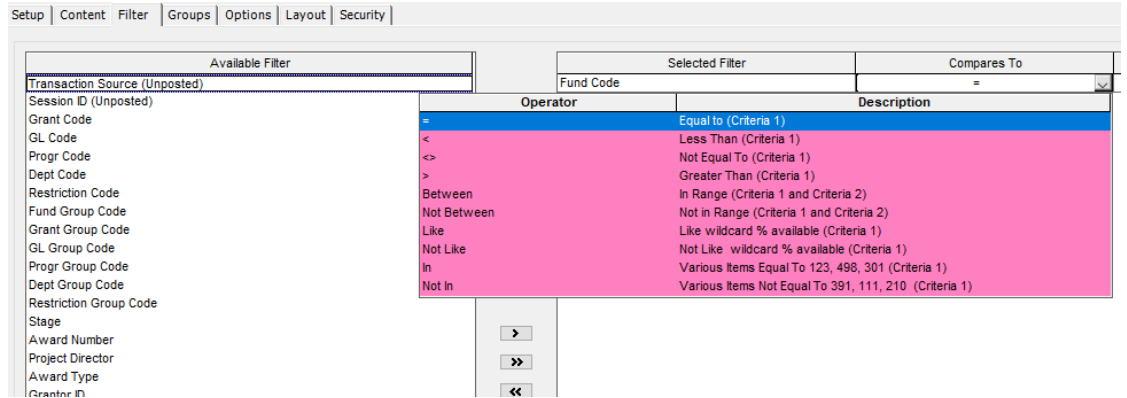 Setup Content Filter Groups Options Layout Security
Available Filter
Selected Filter Compares To
Transaction Source (Unposted)
Fund Code =
Session ID (Unposted)
Grant Code
GL Code
Progr Code
Dept Code
Restriction Code
Fund Group Code
Grant Group Code
GL Group Code
Progr Group Code
Dept Group Code
Restriction Group Code
Stage
Award Number
Project Director
Award Type
Grantor ID
Operator Description
= Equal to (Criteria 1)
< Less Than (Criteria 1)
<> Not Equal To (Criteria 1)
> Greater Than (Criteria 1)
Between In Range (Criteria 1 and Criteria 2)
Not Between Not in Range (Criteria 1 and Criteria 2)
Like Like wildcard % available (Criteria 1)
Not Like Not Like wildcard % available (Criteria 1)
In Various Items Equal To 123, 498, 301 (Criteria 1)
Not In Various Items Not Equal To 391, 111, 210 (Criteria 1)
>
>>
<<